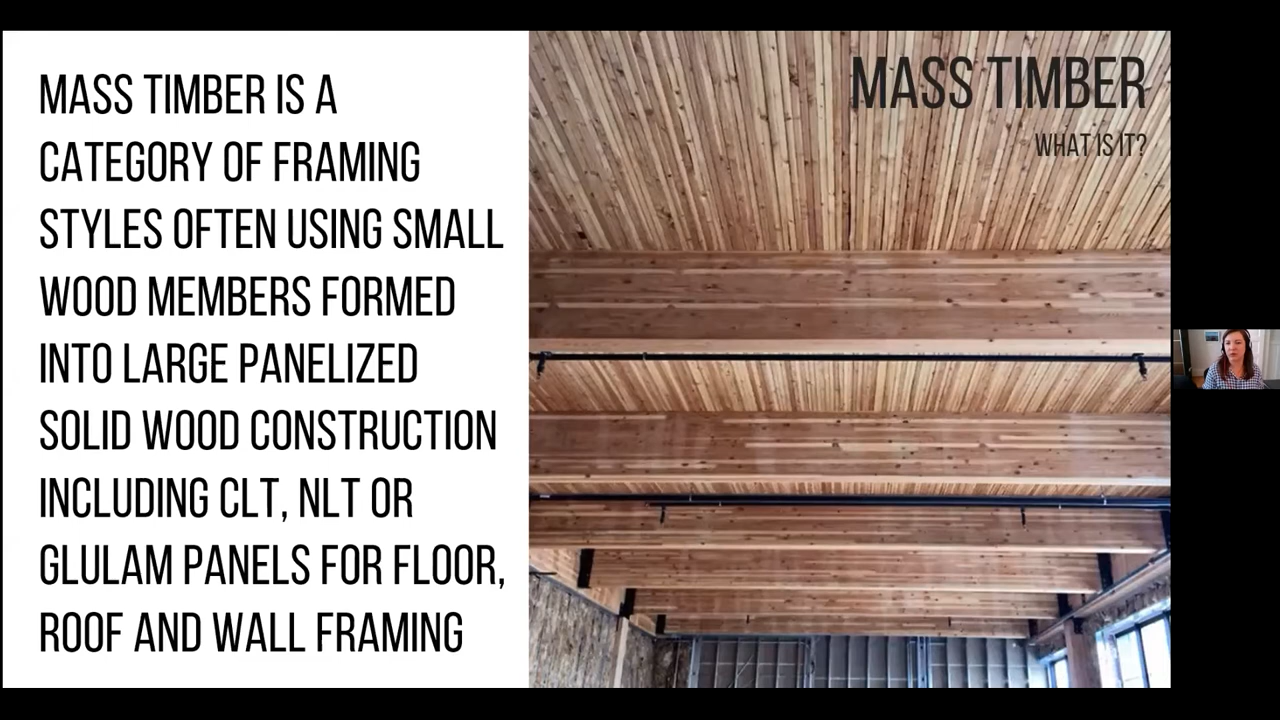 MASS TIMBER IS A
CATEGORY OF FRAMING
STYLES OFTEN USING SMALL
WOOD MEMBERS FORMED
INTO LARGE PANELIZED
SOLID WOOD CONSTRUCTION
INCLUDING CLT, NLT OR
GLULAM PANELS FOR FLOOR,
ROOF AND WALL FRAMING
MASS TIMBER
WHAT IS IT?